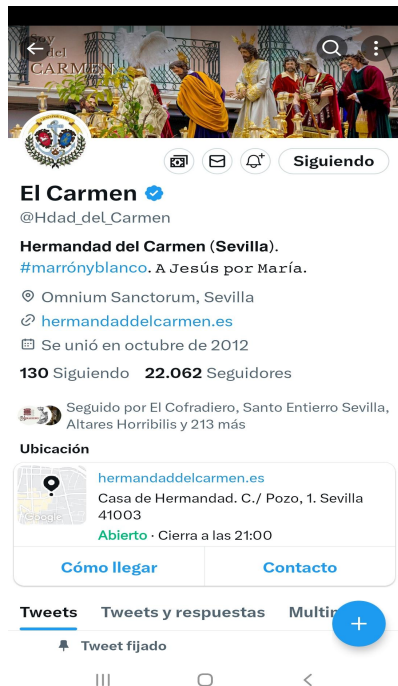 Soy
del
CARMEN
Siguiendo
El Carmen
@Hdad_del_Carmen
Hermandad del Carmen (Sevilla).
#marrónyblanco. A Jesús por María.
Omnium Sanctorum, Sevilla
hermandaddelcarmen.es
Se unió en octubre de 2012
130 Siguiendo 22.062 Seguidores
Seguido por El Cofradiero, Santo Entierro Sevilla,
Altares Horribilis y 213 más
Ubicación
hermandaddelcarmen.es
Casa de Hermandad. C./ Pozo, 1. Sevilla
41003
Google
Abierto · Cierra a las 21:00
Cómo llegar Contacto
Tweets Tweets y respuestas Multim
Tweet fijado